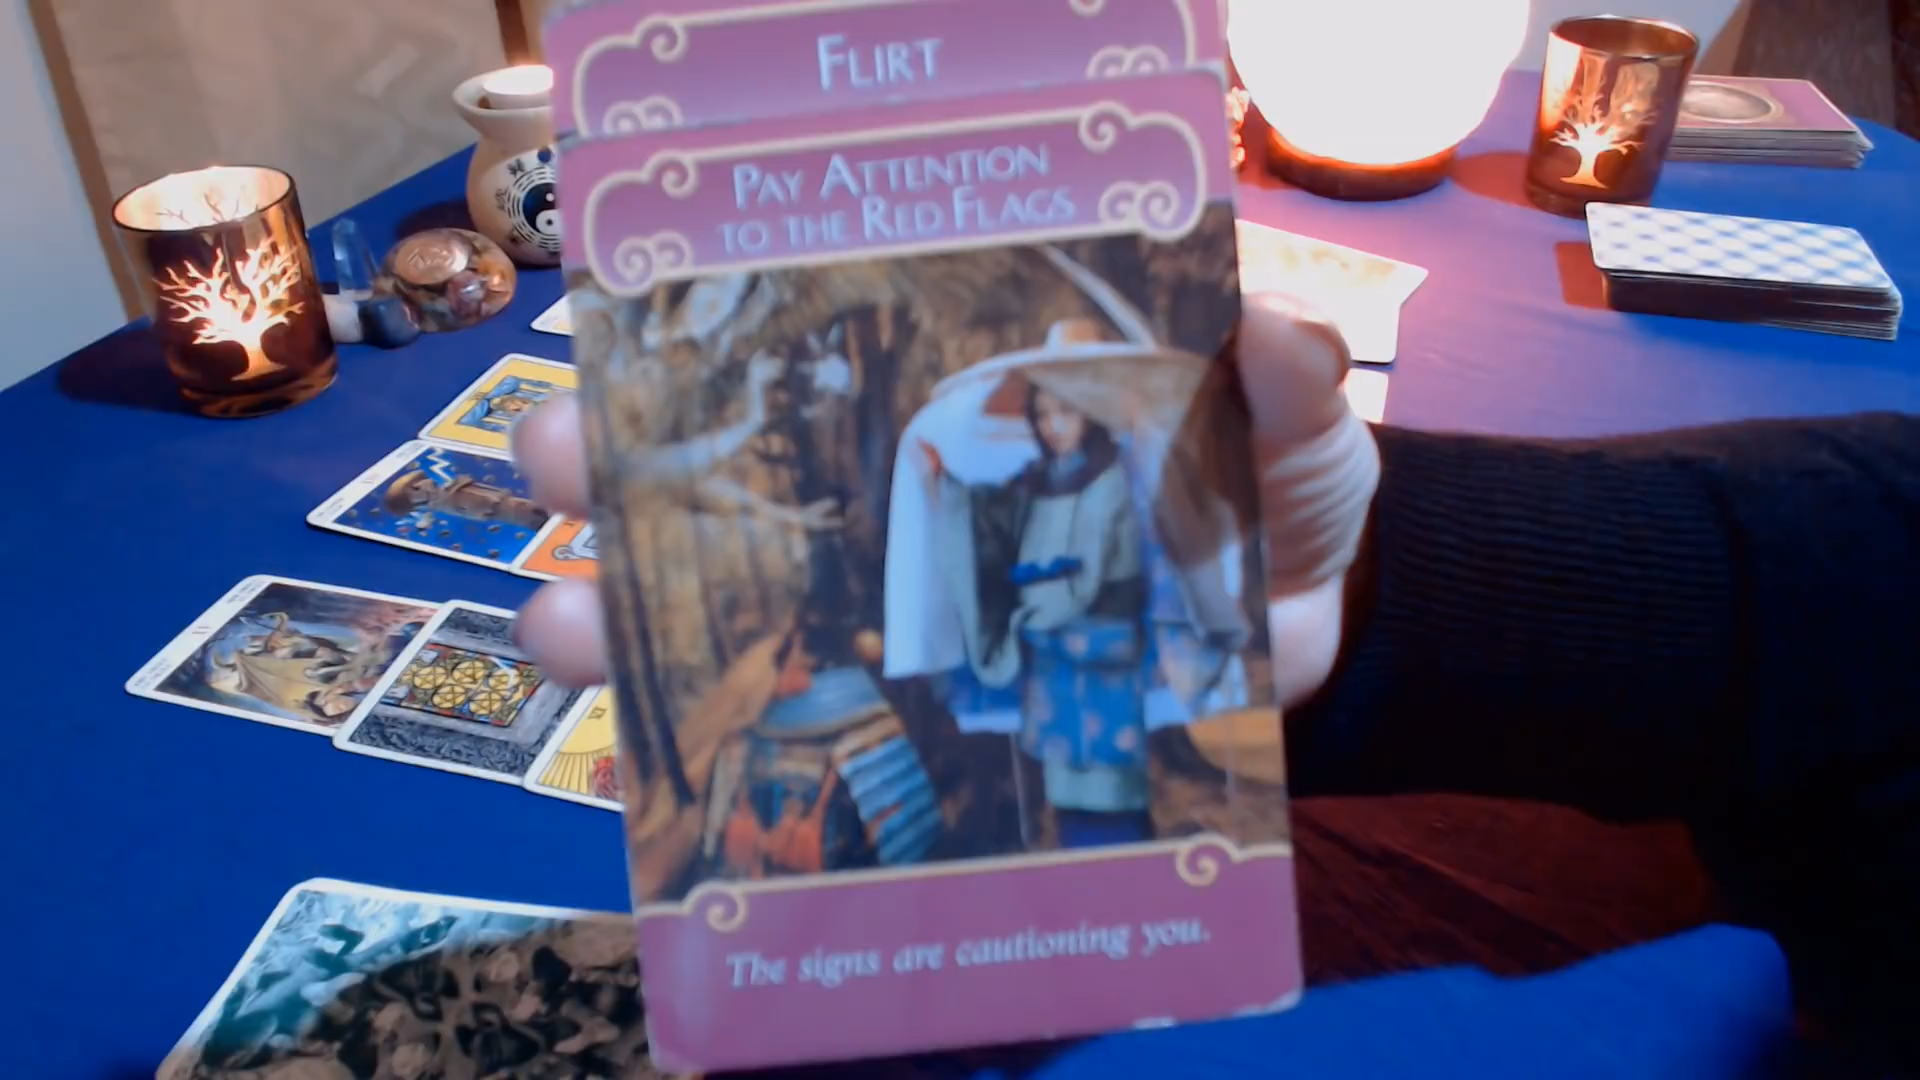 FLIRT
PAY ATTENTION
TO THE RED FLAGS
The signs are cautioning you.